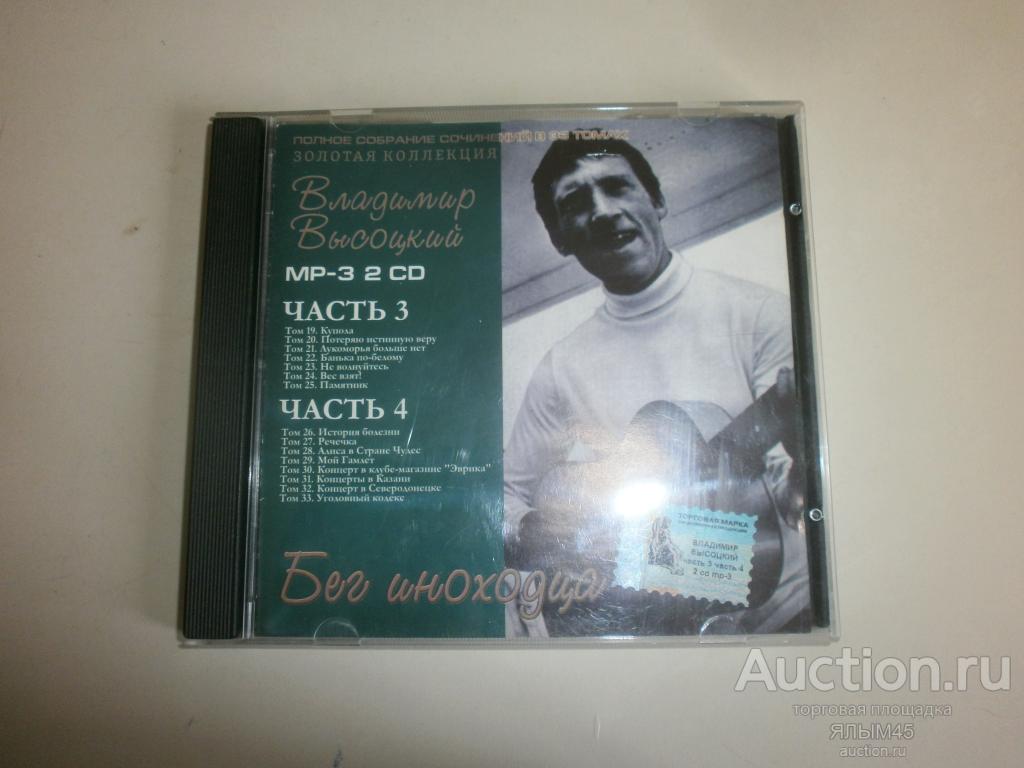 ПОЛНОЕ СОБРАНИЕ СОЧИНЕНИЙ В 33 ТОМАХ
ЗОЛОТАЯ КОЛЛЕКЦИЯ
Владимир
Высоцкий
MP-3 2 CD
ЧАСТЬ 3
Том 19. Купола
Том 20. Потеряю истинную веру
Том 21. Лукоморья больше нет
Том 22. Банька по-белому
Том 23. Не волнуйтесь
Том 24. Вес взят!
Том 25. Памятник
ЧАСТЬ 4
Том 26. История болезни
Том 27. Речечка
Том 28. Алиса в Стране Чудес
Том 29. Мой Гамлет
Том 30. Концерт в клубе-магазине "Эврика"
Том 31. Концерты в Казани
Том 32. Концерт в Северодонецке
Том 33. Уголовный кодекс
Бег иноходца
ТОРГОВАЯ МАРКА
ВЛАДИМИР
ВЫСОЦКИЙ
часть 3 часть 4
2 cd mp-3
Auction.ru
торговая площадка
ЯЛЫМ45
auction.ru